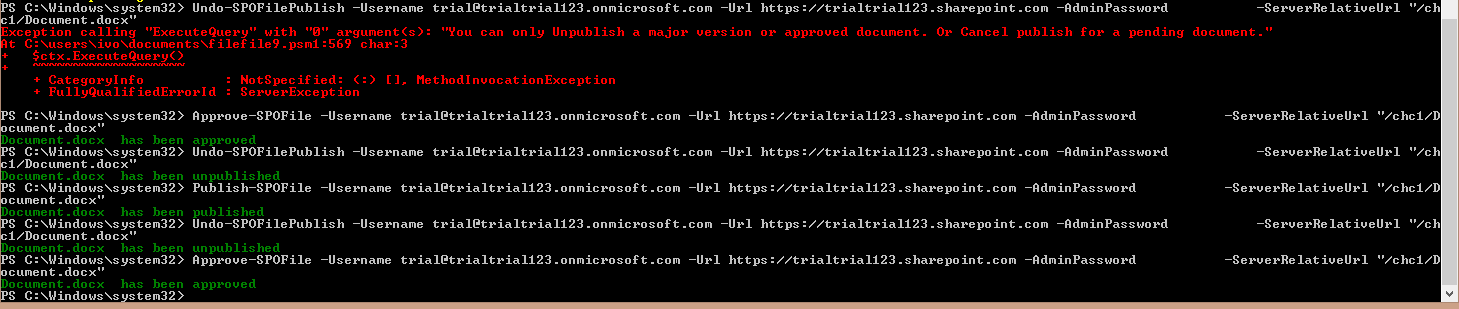 PS C:\Windows\system32> Undo-SPOFilePublish -Username trial@trialtrial123.onmicrosoft.com -Url https://trialtrial123.sharepoint.com -AdminPassword -ServerRelativeUrl "/ch
c1/Document.docx"
Exception calling "ExecuteQuery" with "0" argument(s): "You can only Unpublish a major version or approved document. Or Cancel publish for a pending document."
At C:\users\ivo\documents\filefile9.psm1:569 char:3
+ $ctx.ExecuteQuery()
+ ~~~~~~~~~~~~~~~~~~~
+ CategoryInfo : NotSpecified: (:) [], MethodInvocationException
+ FullyQualifiedErrorId : ServerException
PS C:\Windows\system32> Approve-SPOFile -Username trial@trialtrial123.onmicrosoft.com -Url https://trialtrial123.sharepoint.com -AdminPassword -ServerRelativeUrl "/chc1/D
ocument.docx"
Document.docx has been approved
PS C:\Windows\system32> Undo-SPOFilePublish -Username trial@trialtrial123.onmicrosoft.com -Url https://trialtrial123.sharepoint.com -AdminPassword -ServerRelativeUrl "/ch
c1/Document.docx"
Document.docx has been unpublished
PS C:\Windows\system32> Publish-SPOFile -Username trial@trialtrial123.onmicrosoft.com -Url https://trialtrial123.sharepoint.com -AdminPassword -ServerRelativeUrl "/chc1/D
ocument.docx"
Document.docx has been published
PS C:\Windows\system32> Undo-SPOFilePublish -Username trial@trialtrial123.onmicrosoft.com -Url https://trialtrial123.sharepoint.com -AdminPassword -ServerRelativeUrl "/ch
c1/Document.docx"
Document.docx has been unpublished
PS C:\Windows\system32> Approve-SPOFile -Username trial@trialtrial123.onmicrosoft.com -Url https://trialtrial123.sharepoint.com -AdminPassword -ServerRelativeUrl "/chc1/D
ocument.docx"
Document.docx has been approved
PS C:\Windows\system32>